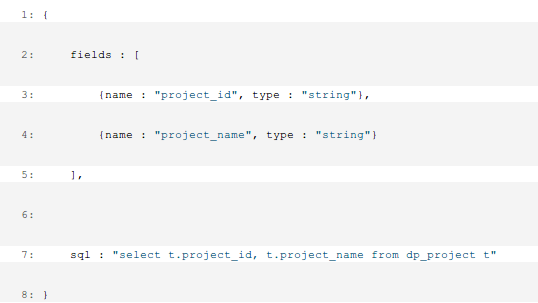 1: {
2: fields : [
3: {name : "project_id", type : "string"},
4: {name : "project_name", type : "string"}
5: ],
6:
7: sql : "select t.project_id, t.project_name from dp_project t"
8: }